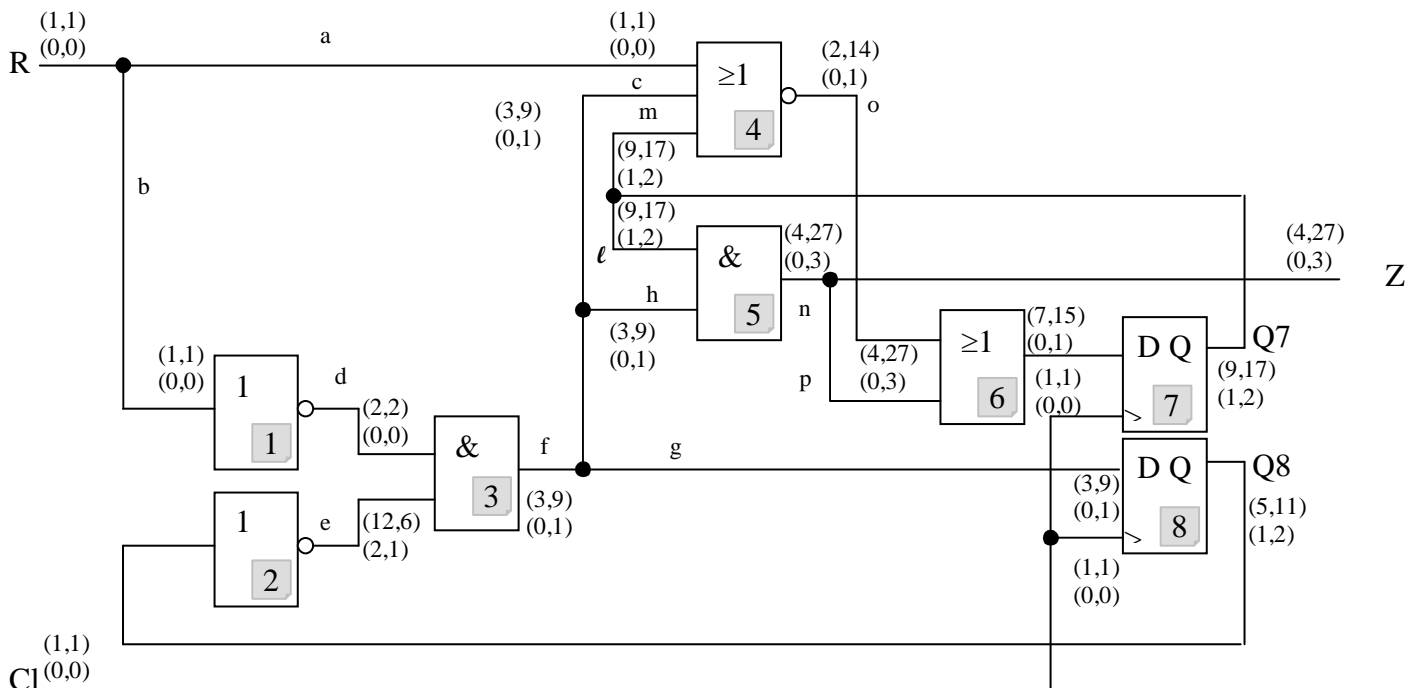 (1,1)
(0,0)
R
a
(1,1)
(0,0)
≥1
4
(2,14)
(0,1)
o
c
(3,9)
(0,1)
m
(9,17)
(1,2)
b
(9,17)
(1,2)
ℓ
&
5
(4,27)
(0,3)
(4,27)
(0,3)
Z
h
(3,9)
(0,1)
n
p
(4,27)
(0,3)
≥1
6
(7,15)
(0,1)
(1,1)
(0,0)
D Q
7
Q7
(9,17)
(1,2)
(1,1)
(0,0)
1
1
d
(2,2)
(0,0)
&
3
f
(3,9)
(0,1)
g
(3,9)
(0,1)
D Q
8
Q8
(5,11)
(1,2)
(1,1)
(0,0)
1
2
e
(12,6)
(2,1)
(1,1)
(0,0)
Cl